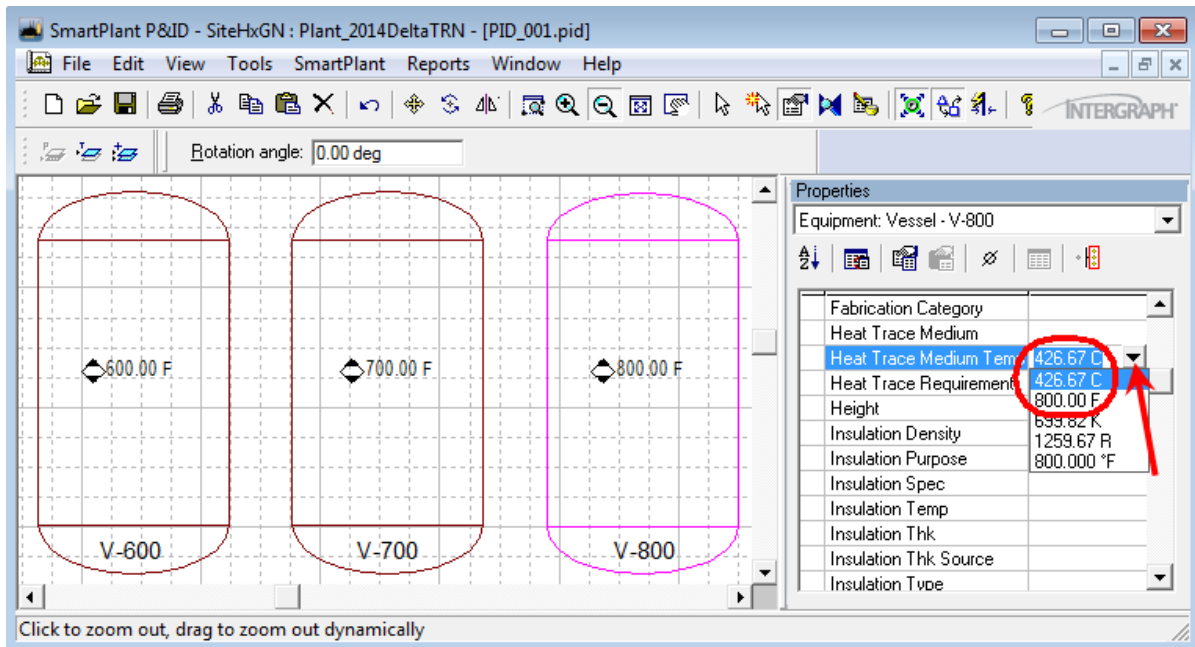 SmartPlant P&ID - SiteHxGN : Plant_2014DeltaTRN - [PID_001.pid]
File Edit View Tools SmartPlant Reports Window Help
INTERGRAPH
Rotation angle: 0.00 deg
Properties
Equipment: Vessel - V-800
Fabrication Category
Heat Trace Medium
Heat Trace Medium Tem 426.67 C
Heat Trace Requirement 426.67 C
800.00 F
Height
699.82 K
Insulation Density
1259.67 R
Insulation Purpose
800.000 °F
Insulation Spec
Insulation Temp
Insulation Thk
Insulation Thk Source
Insulation Type
600.00 F 700.00 F 800.00 F
V-600 V-700 V-800
Click to zoom out, drag to zoom out dynamically